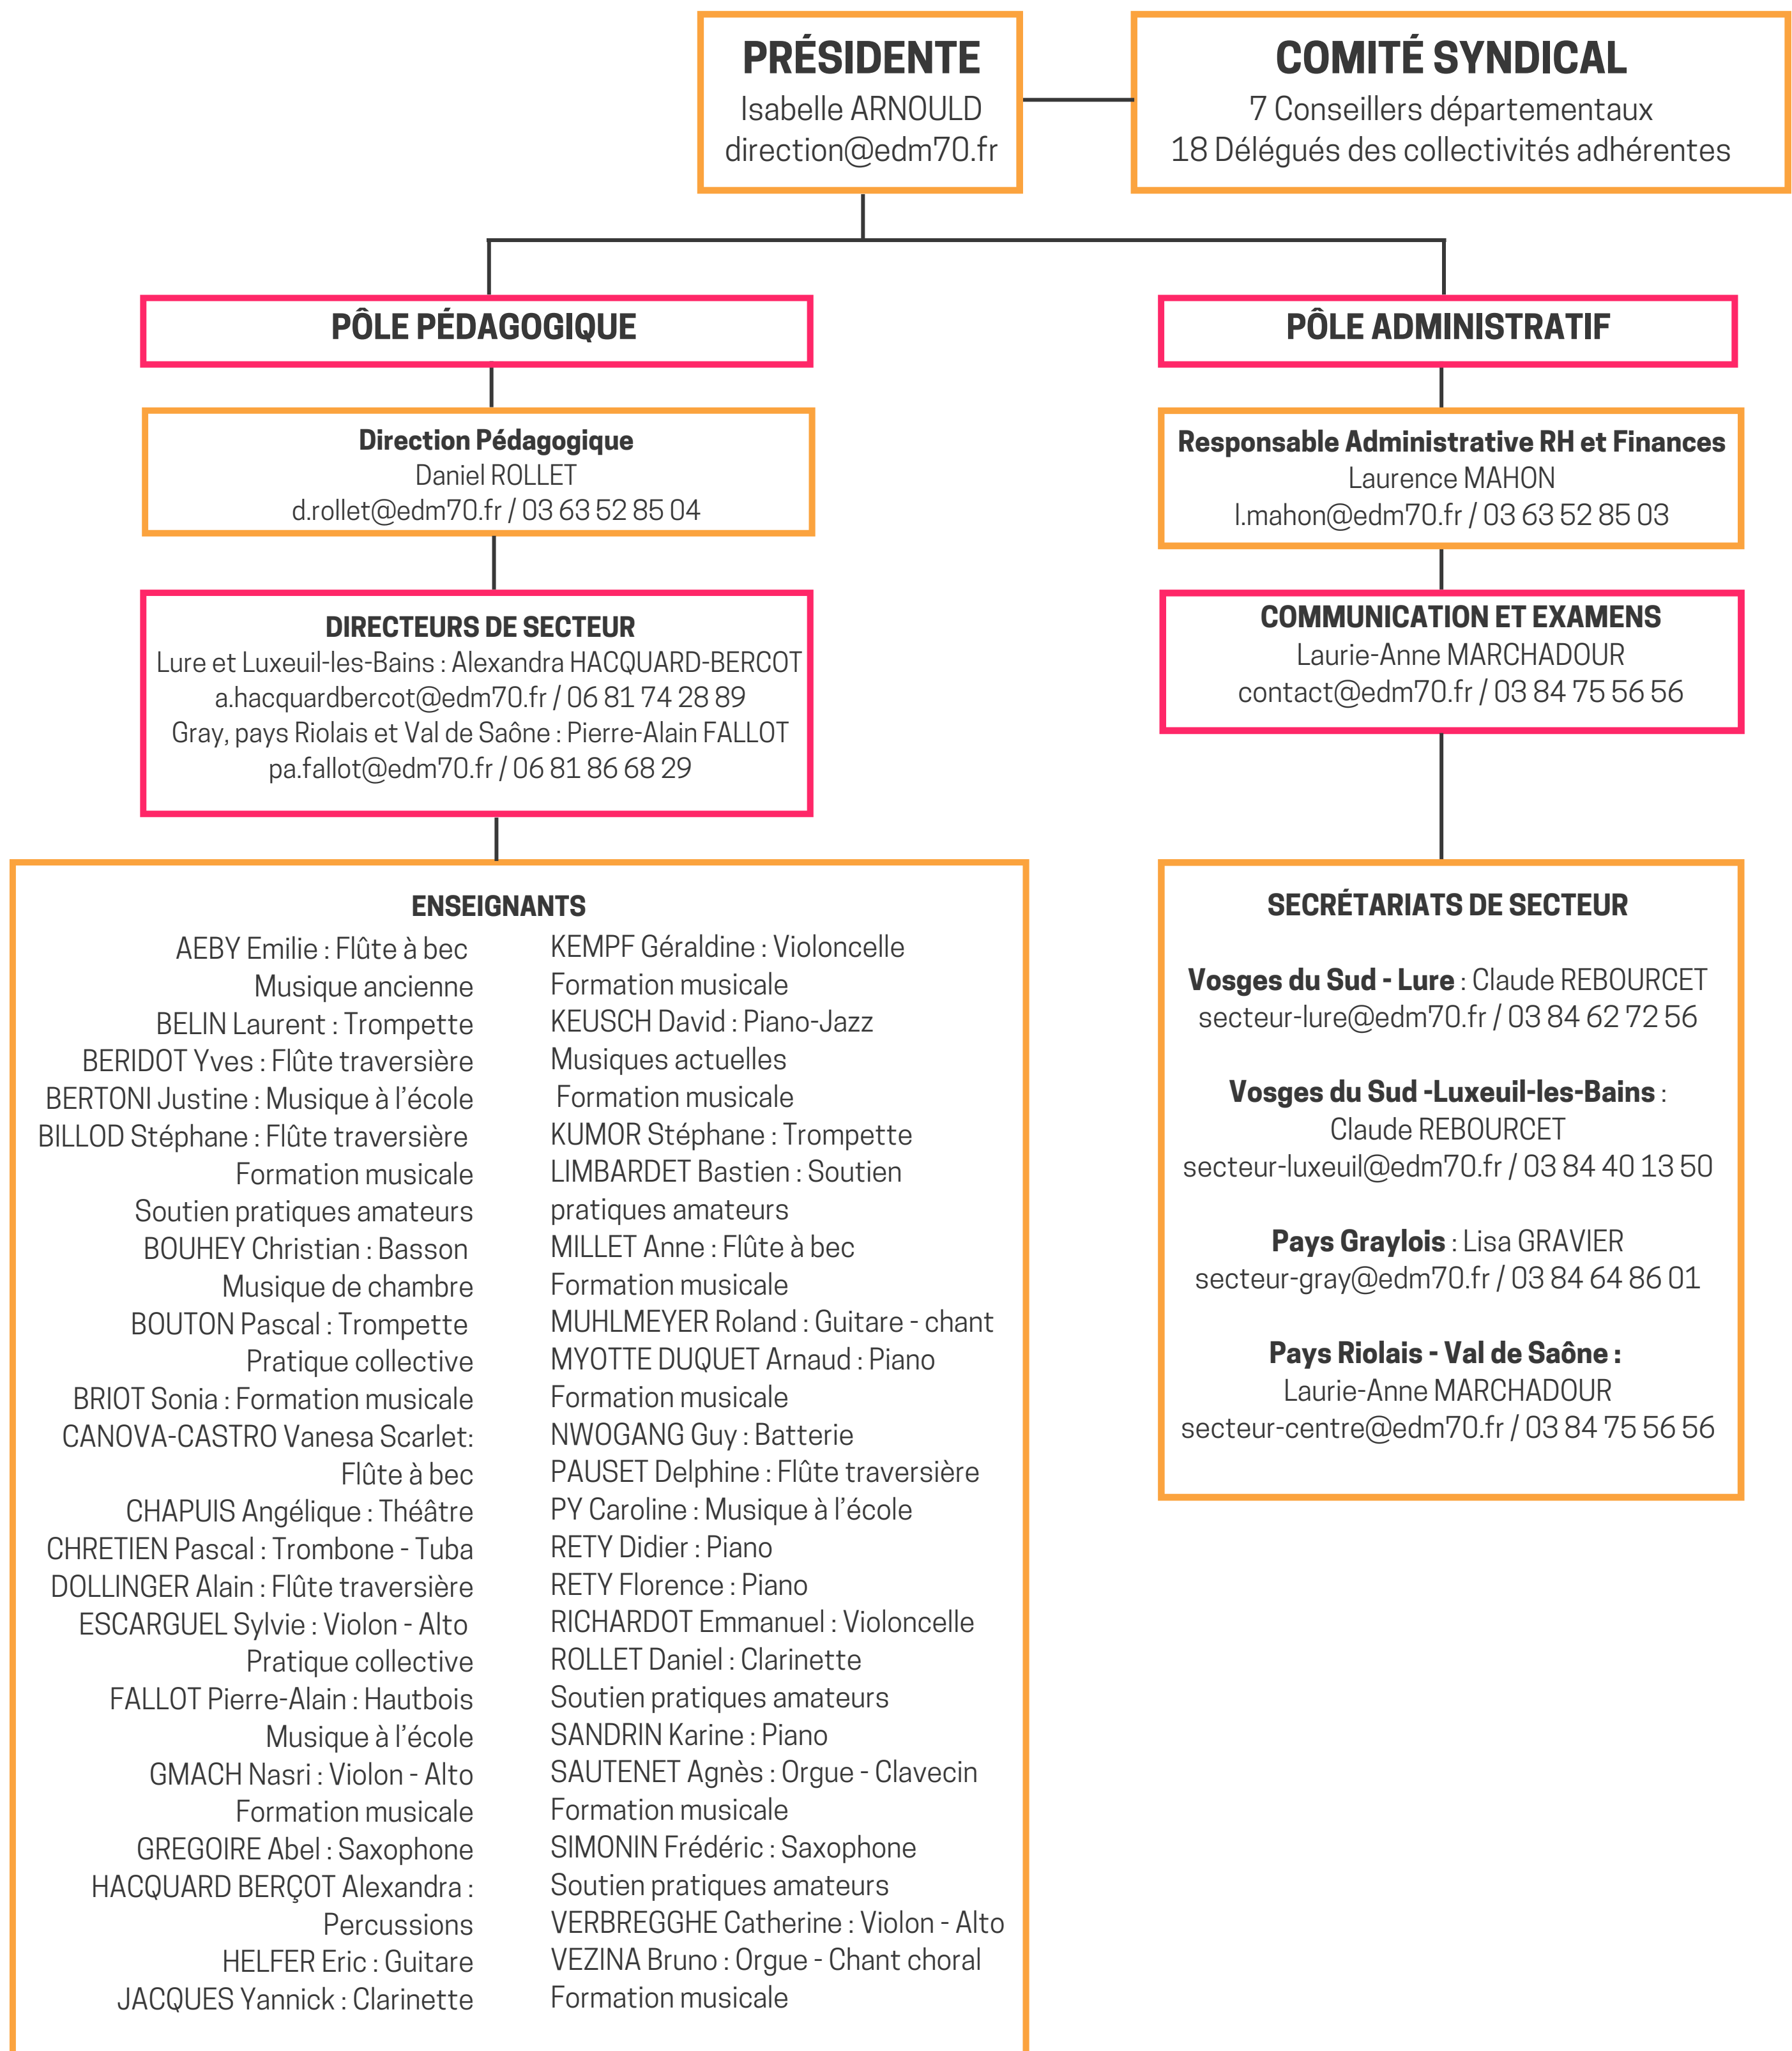 PRÉSIDENTE
Isabelle ARNOULD
direction@edm70.fr
COMITÉ SYNDICAL
7 Conseillers départementaux
18 Délégués des collectivités adhérentes
PÔLE PÉDAGOGIQUE
Direction Pédagogique
Daniel ROLLET
d.rollet@edm70.fr / 03 63 52 85 04
DIRECTEURS DE SECTEUR
Lure et Luxeuil-les-Bains : Alexandra HACQUARD-BERCOT
a.hacquardbercot@edm70.fr / 06 81 74 28 89
Gray, pays Riolais et Val de Saône : Pierre-Alain FALLOT
pa.fallot@edm70.fr / 06 81 86 68 29
ENSEIGNANTS
AEBY Emilie : Flûte à bec
Musique ancienne
BELIN Laurent : Trompette
BERIDOT Yves : Flûte traversière
BERTONI Justine : Musique à l’école
BILLOD Stéphane : Flûte traversière
Formation musicale
Soutien pratiques amateurs
BOUHEY Christian : Basson
Musique de chambre
BOUTON Pascal : Trompette
Pratique collective
BRIOT Sonia : Formation musicale
CANOVA-CASTRO Vanesa Scarlet:
Flûte à bec
CHAPUIS Angélique : Théâtre
CHRETIEN Pascal : Trombone - Tuba
DOLLINGER Alain : Flûte traversière
ESCARGUEL Sylvie : Violon - Alto
Pratique collective
FALLOT Pierre-Alain : Hautbois
Musique à l’école
GMACH Nasri : Violon - Alto
Formation musicale
GREGOIRE Abel : Saxophone
HACQUARD BERÇOT Alexandra :
Percussions
HELFER Eric : Guitare
JACQUES Yannick : Clarinette
KEMPF Géraldine : Violoncelle
Formation musicale
KEUSCH David : Piano-Jazz
Musiques actuelles
Formation musicale
KUMOR Stéphane : Trompette
LIMBARDET Bastien : Soutien
pratiques amateurs
MILLET Anne : Flûte à bec
Formation musicale
MUHLMEYER Roland : Guitare - chant
MYOTTE DUQUET Arnaud : Piano
Formation musicale
NWOGANG Guy : Batterie
PAUSET Delphine : Flûte traversière
PY Caroline : Musique à l’école
RETY Didier : Piano
RETY Florence : Piano
RICHARDOT Emmanuel : Violoncelle
ROLLET Daniel : Clarinette
Soutien pratiques amateurs
SANDRIN Karine : Piano
SAUTENET Agnès : Orgue - Clavecin
Formation musicale
SIMONIN Frédéric : Saxophone
Soutien pratiques amateurs
VERBREGGHE Catherine : Violon - Alto
VEZINA Bruno : Orgue - Chant choral
Formation musicale
PÔLE ADMINISTRATIF
Responsable Administrative RH et Finances
Laurence MAHON
l.mahon@edm70.fr / 03 63 52 85 03
COMMUNICATION ET EXAMENS
Laurie-Anne MARCHADOUR
contact@edm70.fr / 03 84 75 56 56
SECRÉTARIATS DE SECTEUR
Vosges du Sud - Lure : Claude REBOURCET
secteur-lure@edm70.fr / 03 84 62 72 56
Vosges du Sud -Luxeuil-les-Bains :
Claude REBOURCET
secteur-luxeuil@edm70.fr / 03 84 40 13 50
Pays Graylois : Lisa GRAVIER
secteur-gray@edm70.fr / 03 84 64 86 01
Pays Riolais - Val de Saône :
Laurie-Anne MARCHADOUR
secteur-centre@edm70.fr / 03 84 75 56 56